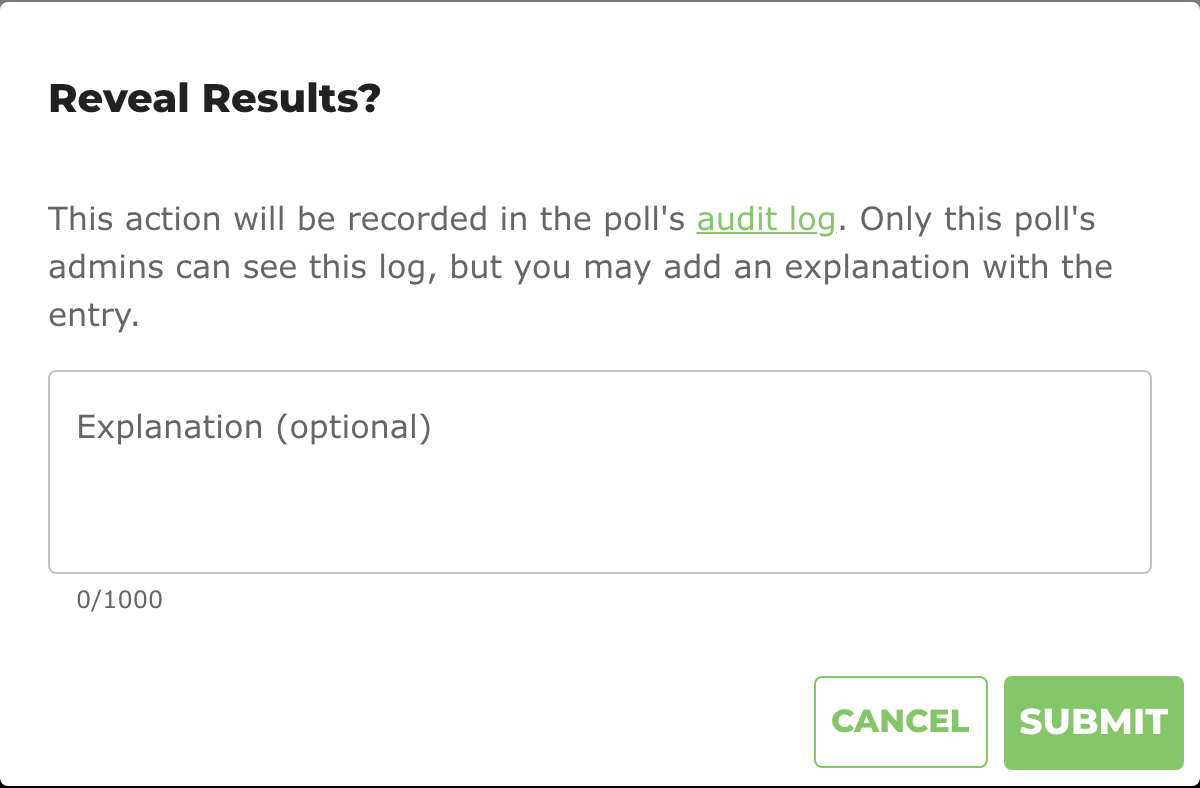 Reveal Results?
This action will be recorded in the poll's audit log. Only this poll's
admins can see this log, but you may add an explanation with the
entry.
Explanation (optional)
0/1000
CANCEL SUBMIT